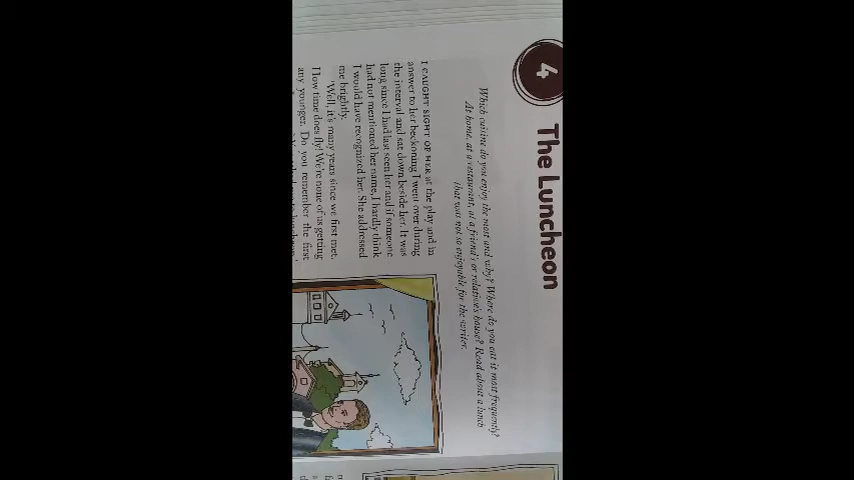 4
The Luncheon
Which cuisine do you enjoy the most and why? Where do you eat it most frequently?
At home, at a restaurant, at a friend's or relative's house? Read about a lunch
that was not so enjoyable for the writer.
I CAUGHT SIGHT OF HER at the play and in
answer to her beckoning I went over during
the interval and sat down beside her. It was
long since I had last seen her and if someone
had not mentioned her name, I hardly think
I would have recognized her. She addressed
me brightly.
'Well, it's many years since we first met.
How time does fly! We're none of us getting
any younger. Do you remember the first